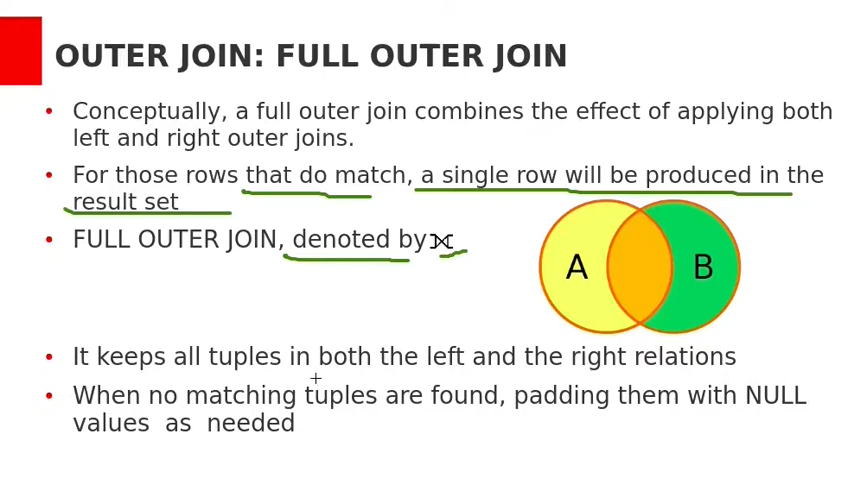 OUTER JOIN: FULL OUTER JOIN
• Conceptually, a full outer join combines the effect of applying both
left and right outer joins.
• For those rows that do match, a single row will be produced in the
result set
• FULL OUTER JOIN, denoted by ⟗
A B
• It keeps all tuples in both the left and the right relations
• When no matching tuples are found, padding them with NULL
values as needed